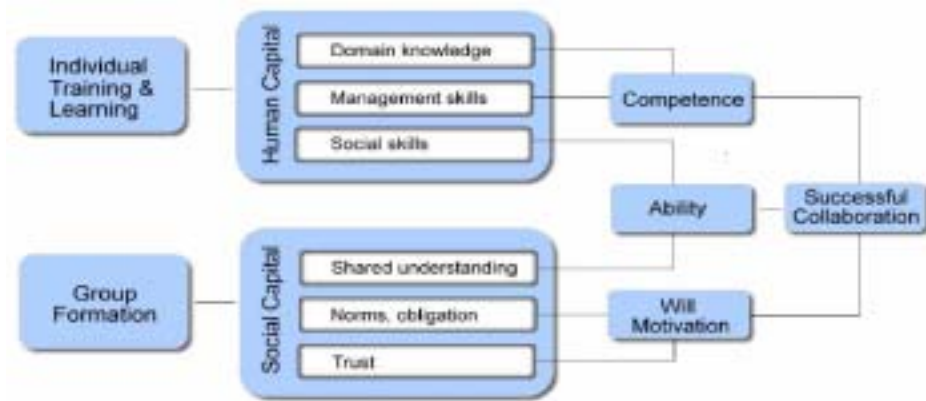 Individual
Training &
Learning
Human Capital
Domain knowledge
Management skills
Social skills
Competence
Ability
Successful
Collaboration
Group
Formation
Social Capital
Shared understanding
Norms, obligation
Trust
Will
Motivation